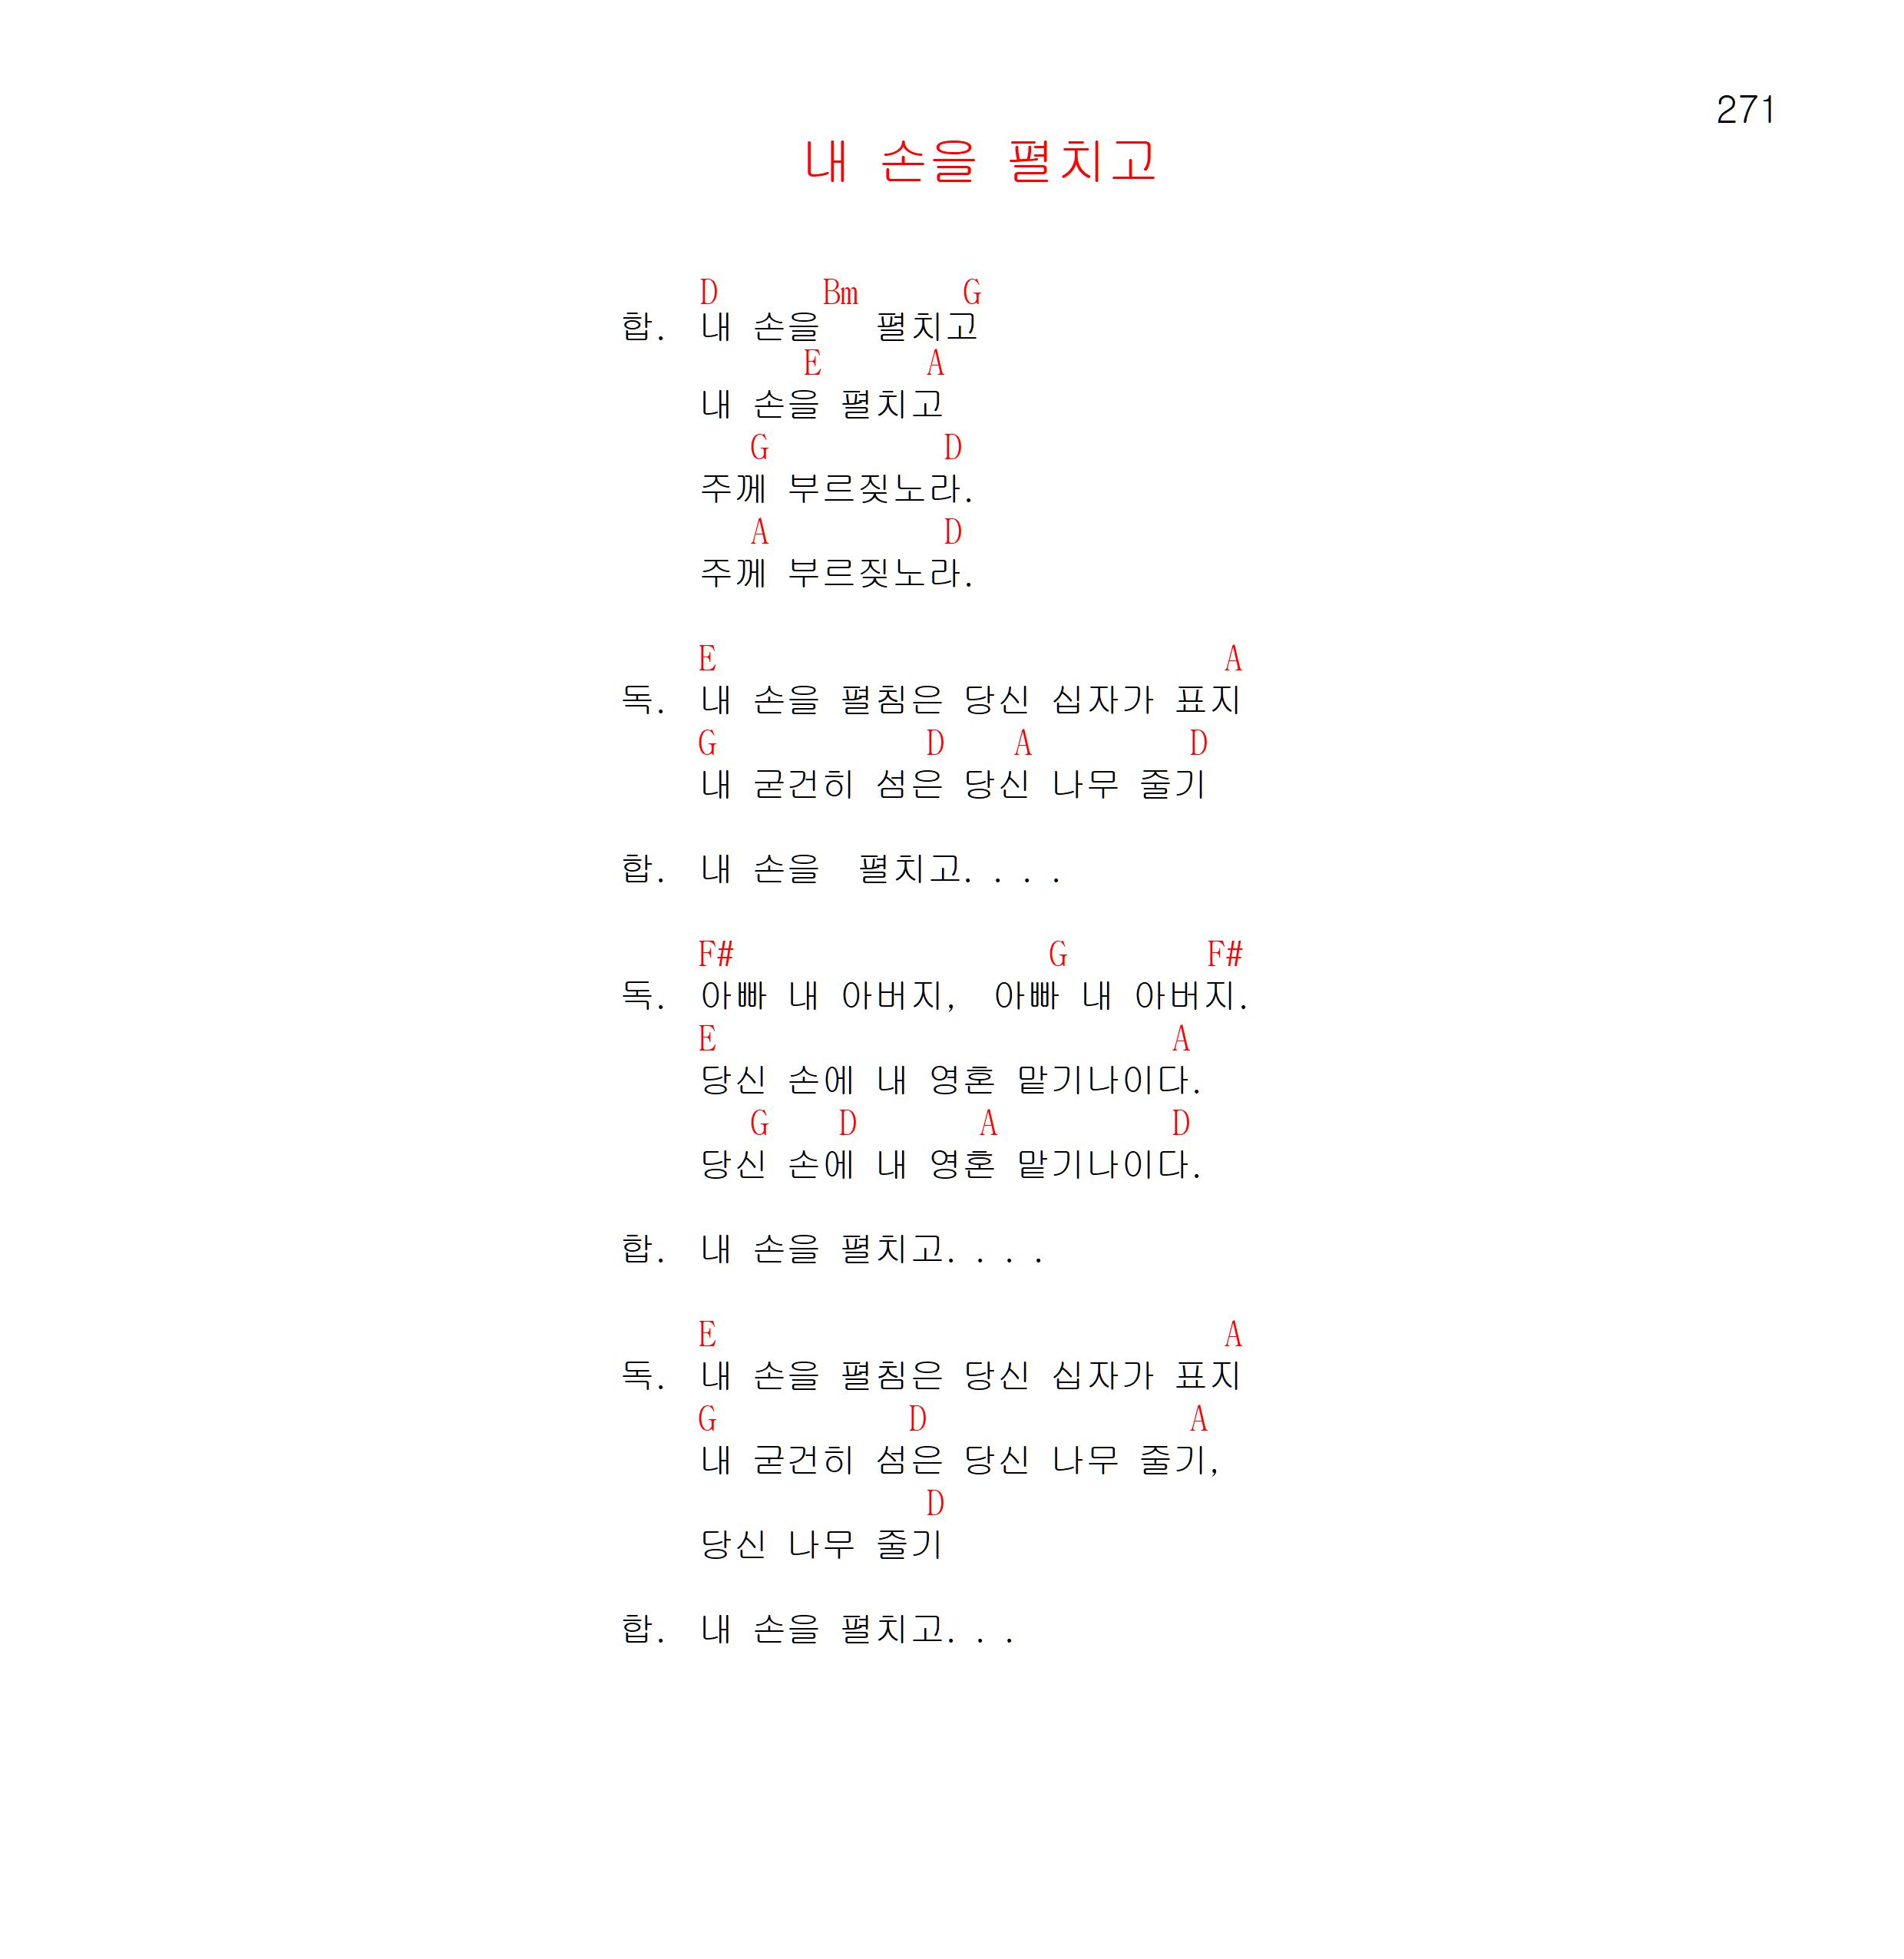 271
내 손을 펼치고
D Bm G
합. 내 손을 펼치고
E A
내 손을 펼치고
G D
주께 부르짖노라.
A D
주께 부르짖노라.
E A
독. 내 손을 펼침은 당신 십자가 표지
G D A D
내 굳건히 섬은 당신 나무 줄기
합. 내 손을 펼치고. . . .
F# G F#
독. 아빠 내 아버지, 아빠 내 아버지.
E A
당신 손에 내 영혼 맡기나이다.
G D A D
당신 손에 내 영혼 맡기나이다.
합. 내 손을 펼치고. . . .
E A
독. 내 손을 펼침은 당신 십자가 표지
G D A
내 굳건히 섬은 당신 나무 줄기,
D
당신 나무 줄기
합. 내 손을 펼치고. . .